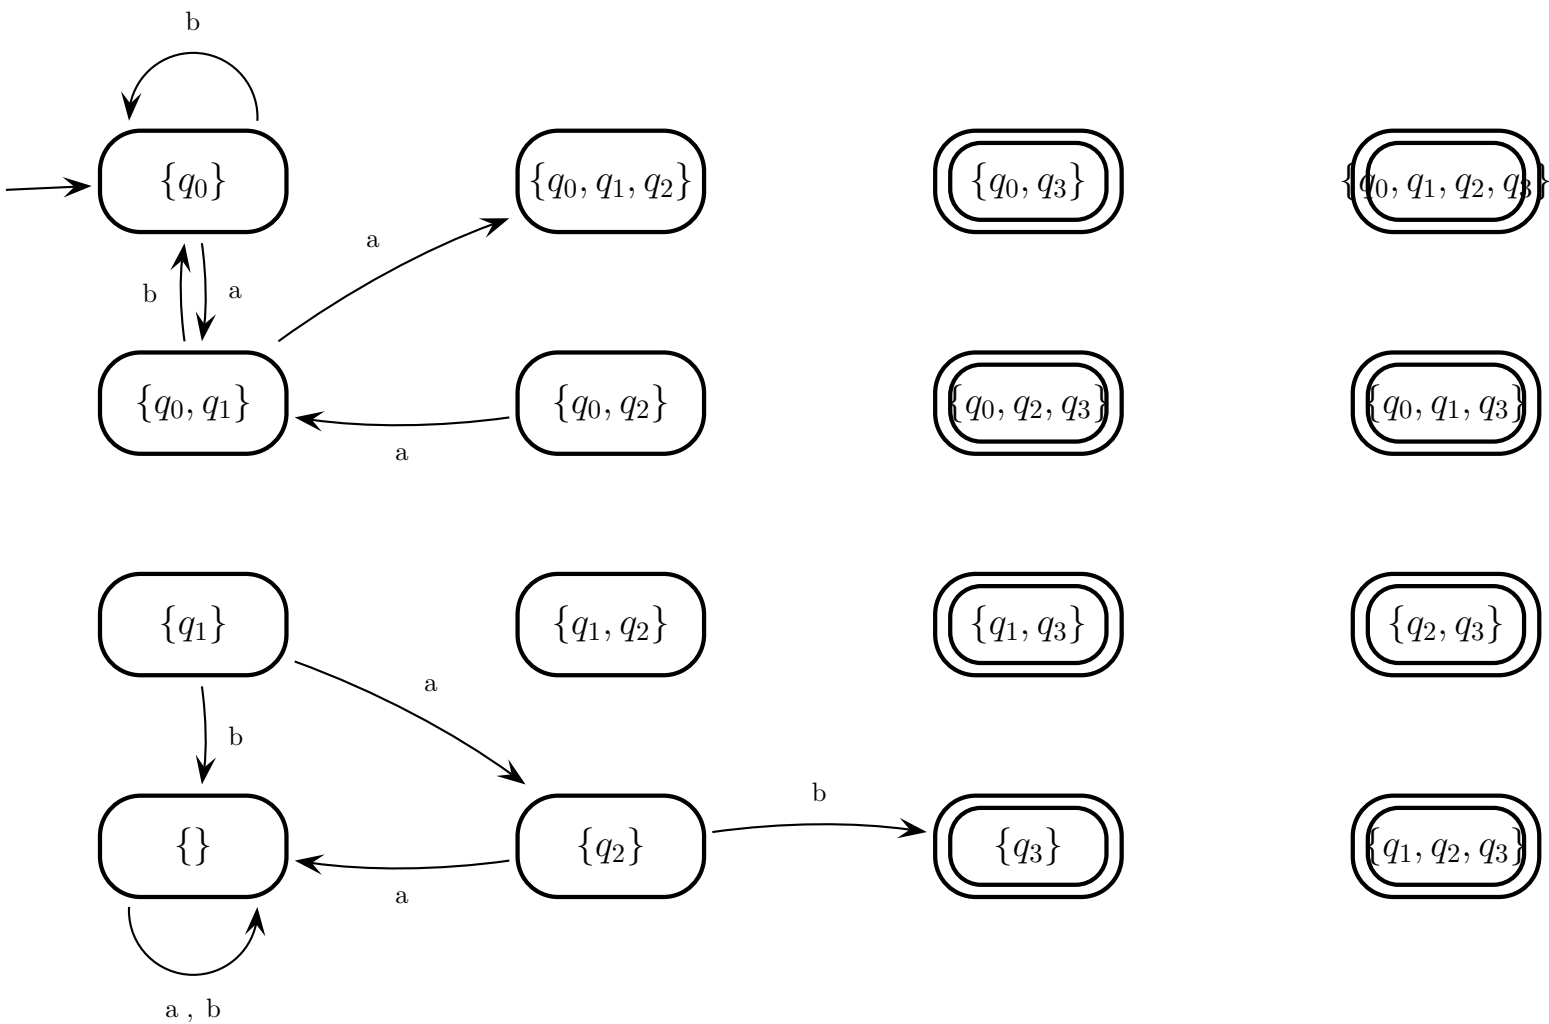 b
{q₀} {q₀, q₁, q₂} {q₀, q₃} {q₀, q₁, q₂, q₃}
a
b a
{q₀, q₁} {q₀, q₂} {q₀, q₂, q₃} {q₀, q₁, q₃}
a
{q₁} {q₁, q₂} {q₁, q₃} {q₂, q₃}
a
b
b
{} {q₂} {q₃} {q₁, q₂, q₃}
a
a , b